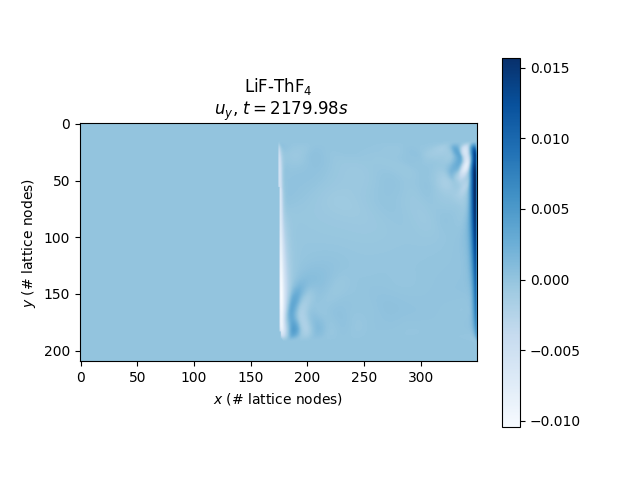 LiF-ThF₄
u_y, t = 2179.98s
0
50
100
150
200
y (# lattice nodes)
0 50 100 150 200 250 300
x (# lattice nodes)
0.015
0.010
0.005
0.000
−0.005
−0.010